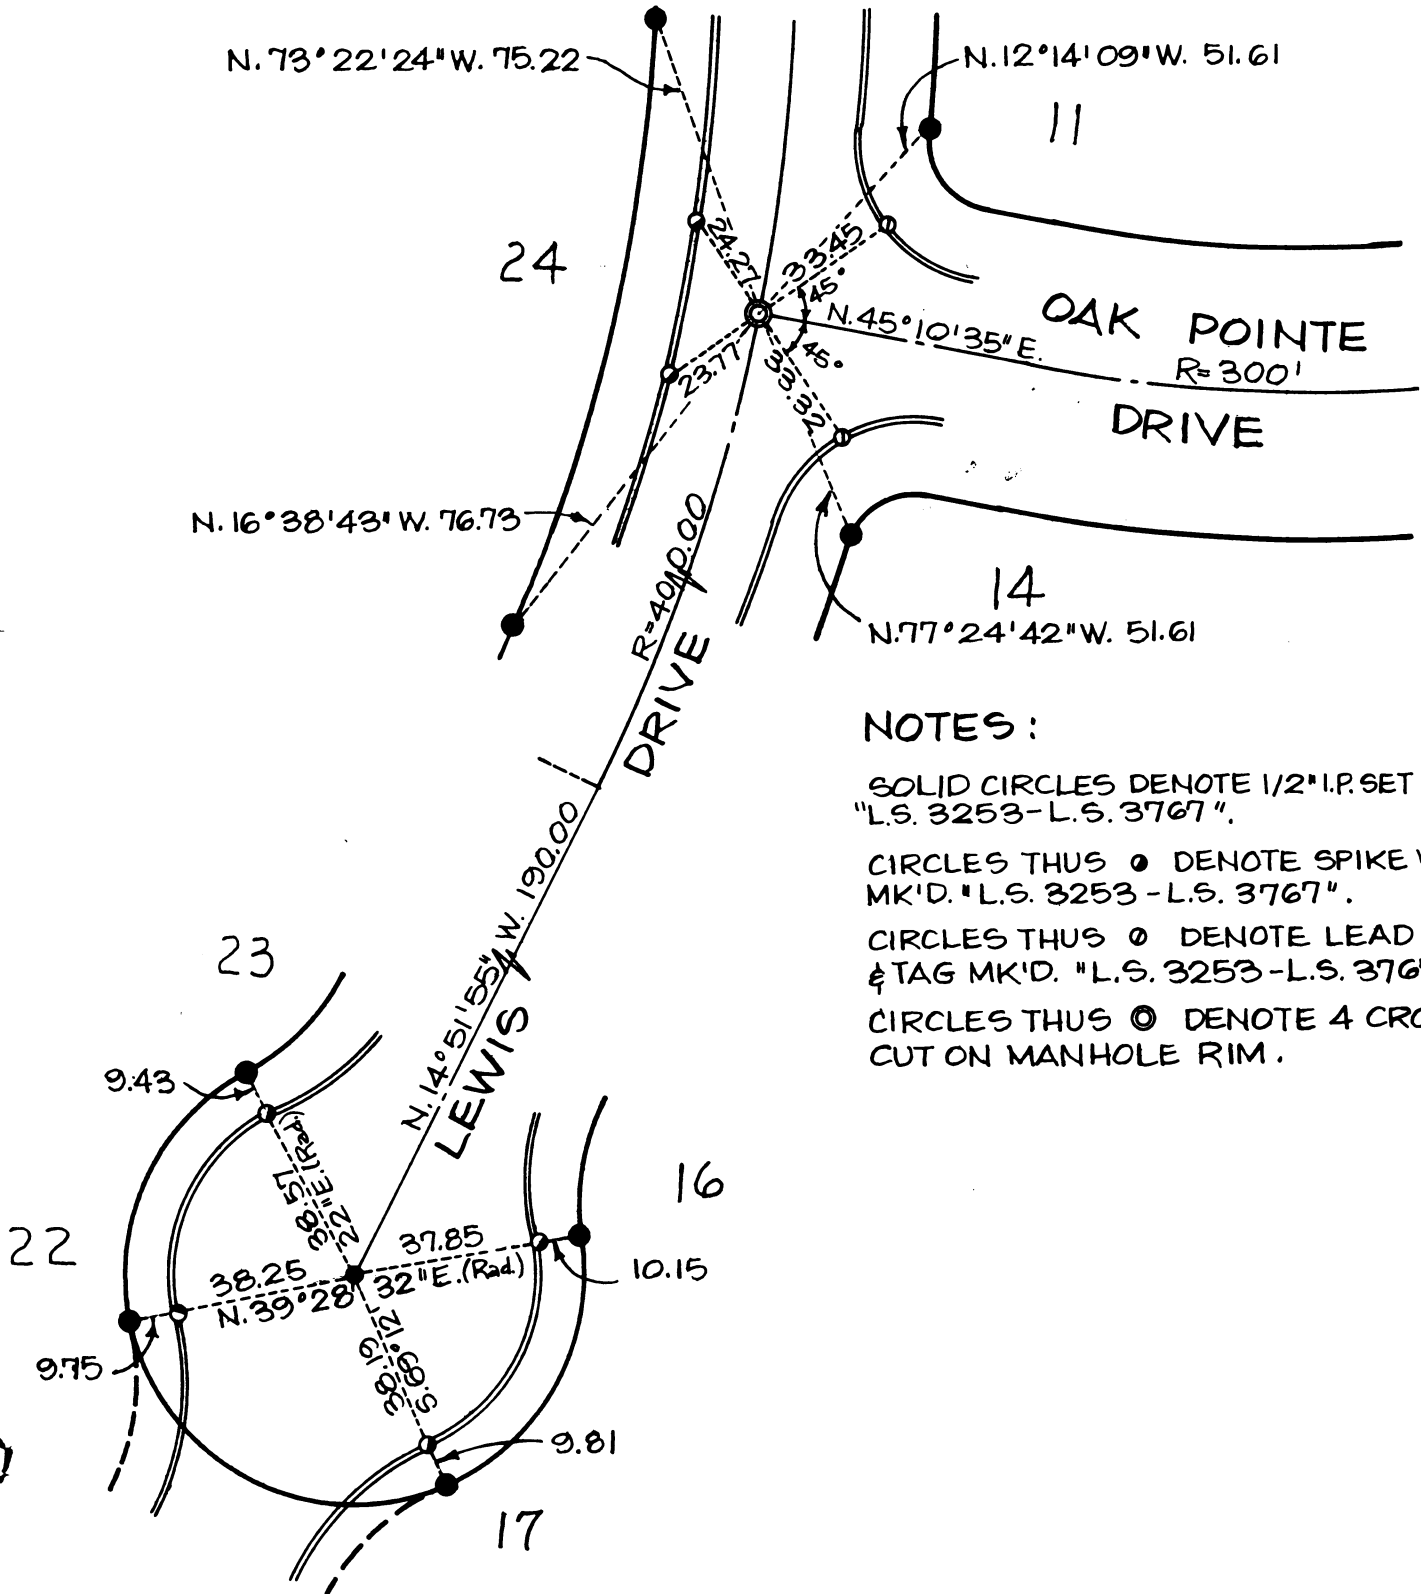 N. 73°22'24"W. 75.22
N. 12°14'09"W. 51.61
11
24
24.27
33.45
45°
N. 45°10'35"E.
OAK POINTE
R=300'
DRIVE
45°
23.77
33.32
N. 16°38'43"W. 76.73
R=400.00
14
N. 77°24'42"W. 51.61
DRIVE
NOTES:
SOLID CIRCLES DENOTE 1/2" I.P. SET
"L.S. 3253-L.S. 3767".
CIRCLES THUS DENOTE SPIKE
MK'D. "L.S. 3253-L.S. 3767".
CIRCLES THUS DENOTE LEAD
& TAG MK'D. "L.S. 3253-L.S. 376
CIRCLES THUS DENOTE 4 CRO
CUT ON MANHOLE RIM.
N. 14°51'55"W. 190.00
LEWIS
23
9.43
38.57
22"E. (Rad.)
16
22
37.85
38.25
32"E. (Rad.)
N. 39°28'
10.15
9.75
38.19
S. 69°12'
9.81
17